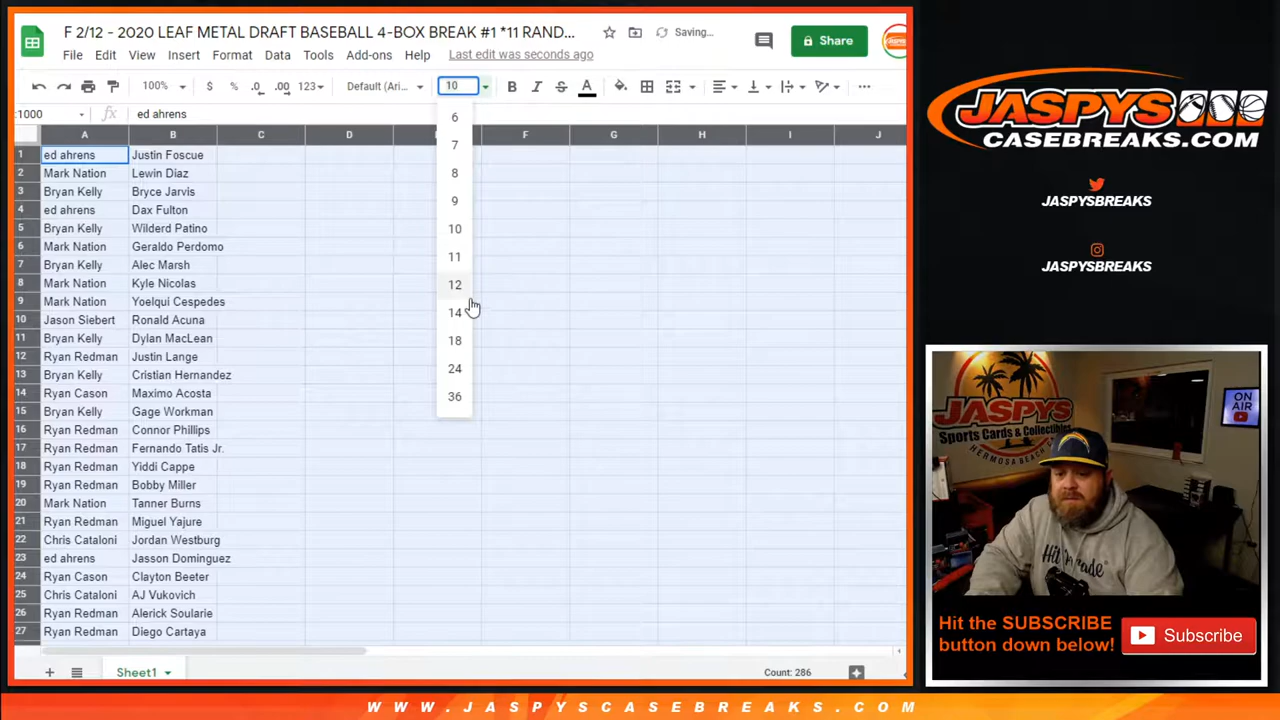 F 2/12 - 2020 LEAF METAL DRAFT BASEBALL 4-BOX BREAK #1 *11 RAND...
Saving...
File Edit View Insert Format Data Tools Add-ons Help Last edit was seconds ago
Share
100% $ % .0 .00 123 Default (Ari... 10 B I S A
:1000 fx ed ahrens
A B C D F G H I J
1 ed ahrens Justin Foscue
2 Mark Nation Lewin Diaz
3 Bryan Kelly Bryce Jarvis
4 ed ahrens Dax Fulton
5 Bryan Kelly Wilderd Patino
6 Mark Nation Geraldo Perdomo
7 Bryan Kelly Alec Marsh
8 Mark Nation Kyle Nicolas
9 Mark Nation Yoelqui Cespedes
10 Jason Siebert Ronald Acuna
11 Bryan Kelly Dylan MacLean
12 Ryan Redman Justin Lange
13 Bryan Kelly Cristian Hernandez
14 Ryan Cason Maximo Acosta
15 Bryan Kelly Gage Workman
16 Ryan Redman Connor Phillips
17 Ryan Redman Fernando Tatis Jr.
18 Ryan Redman Yiddi Cappe
19 Ryan Redman Bobby Miller
20 Mark Nation Tanner Burns
21 Ryan Redman Miguel Yajure
22 Chris Cataloni Jordan Westburg
23 ed ahrens Jasson Dominguez
24 Ryan Cason Clayton Beeter
25 Chris Cataloni AJ Vukovich
26 Ryan Redman Alerick Soularie
27 Ryan Redman Diego Cartaya
6
7
8
9
10
11
12
14
18
24
36
Sheet1
Count: 286
JASPYS
CASEBREAKS.COM
JASPYSBREAKS
JASPYSBREAKS
JASPYS
Sports Cards & Collectibles
ON
AIR
Hit the SUBSCRIBE
button down below!
Subscribe
WWW.JASPYSCASEBREAKS.COM